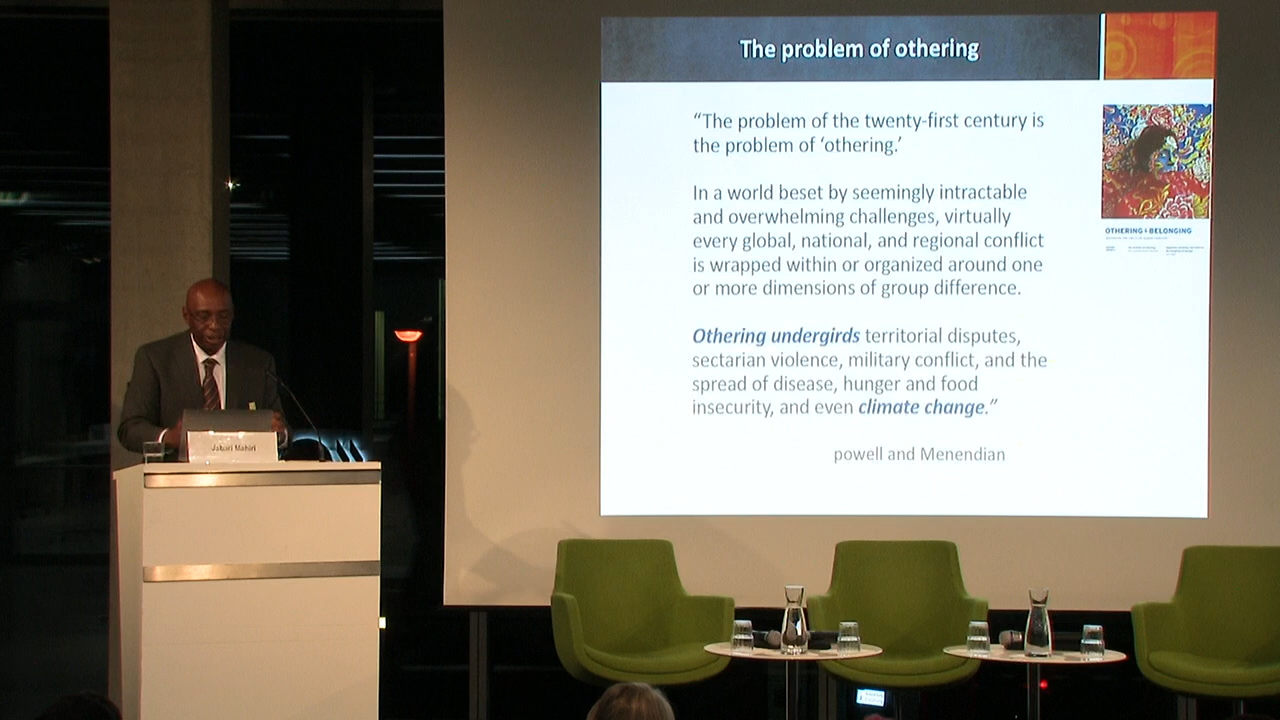 The problem of othering
“The problem of the twenty-first century is
the problem of ‘othering.’
In a world beset by seemingly intractable
and overwhelming challenges, virtually
every global, national, and regional conflict
is wrapped within or organized around one
or more dimensions of group difference.
Othering undergirds territorial disputes,
sectarian violence, military conflict, and the
spread of disease, hunger and food
insecurity, and even climate change.”
powell and Menendian
OTHERING & BELONGING
Jabari Mahiri